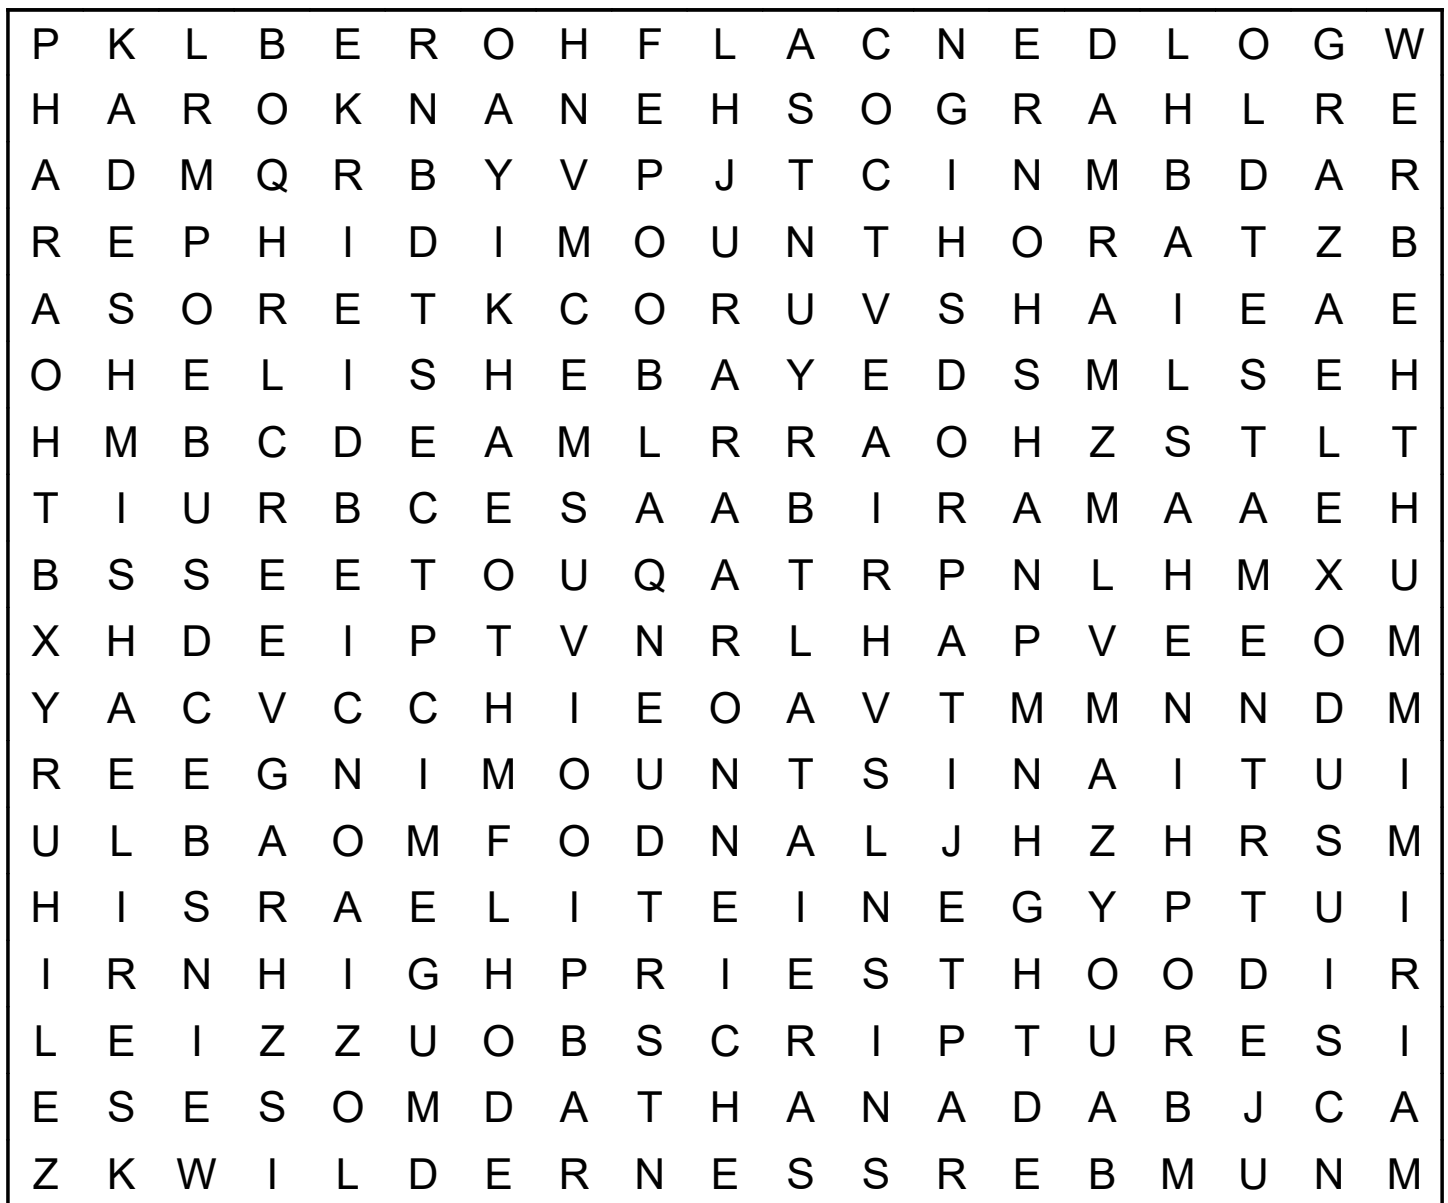 P K L B E R O H F L A C N E D L O G W
H A R O K N A N E H S O G R A H L R E
A D M Q R B Y V P J T C I N M B D A R
R E P H I D I M O U N T H O R A T Z B
A S O R E T K C O R U V S H A I E A E
O H E L I S H E B A Y E D S M L S E H
H M B C D E A M L R R A O H Z S T L T
T I U R B C E S A A B I R A M A A E H
B S S E E T O U Q A T R P N L H M X U
X H D E I P T V N R L H A P V E E O M
Y A C V C C H I E O A V T M M N N D M
R E E G N I M O U N T S I N A I T U I
U L B A O M F O D N A L J H Z H R S M
H I S R A E L I T E I N E G Y P T U I
I R N H I G H P R I E S T H O O D I R
L E I Z Z U O B S C R I P T U R E S I
E S E S O M D A T H A N A D A B J C A
Z K W I L D E R N E S S R E B M U N M